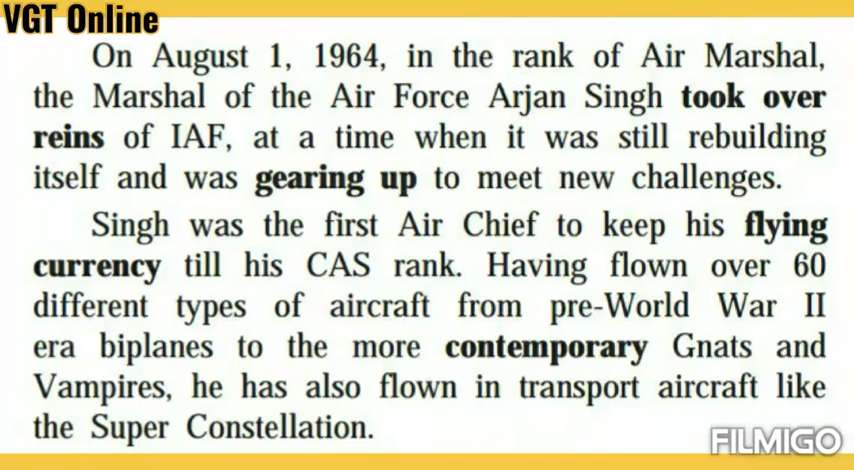 VGT Online
On August 1, 1964, in the rank of Air Marshal,
the Marshal of the Air Force Arjan Singh took over
reins of IAF, at a time when it was still rebuilding
itself and was gearing up to meet new challenges.
Singh was the first Air Chief to keep his flying
currency till his CAS rank. Having flown over 60
different types of aircraft from pre-World War II
era biplanes to the more contemporary Gnats and
Vampires, he has also flown in transport aircraft like
the Super Constellation.
FILMIGO